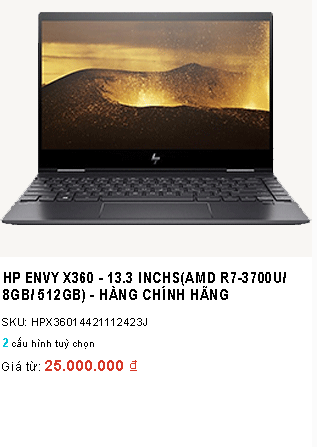 hp
HP ENVY X360 - 13.3 INCHS(AMD R7-3700U/
8GB/ 512GB) - HÀNG CHÍNH HÃNG
SKU: HPX36014421112423J
2 cấu hình tuỳ chọn
Giá từ: 25.000.000 ₫